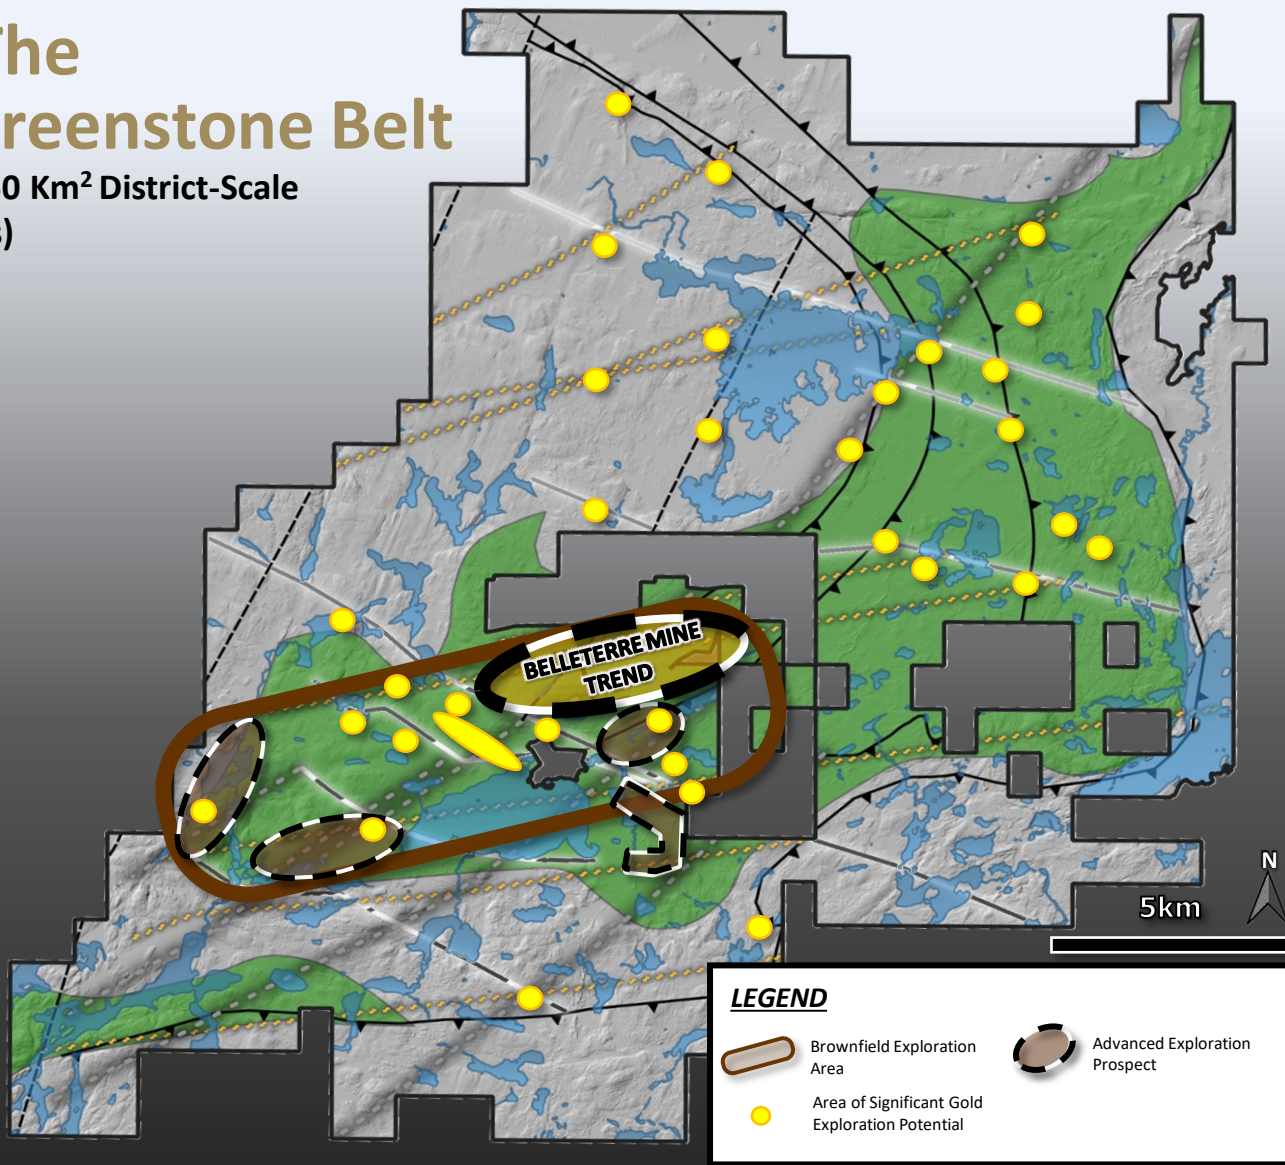 The
reenstone Belt
0 Km² District-Scale
)
BELLETERRE MINE
TREND
N
5km
LEGEND
Brownfield Exploration
Area
Advanced Exploration
Prospect
Area of Significant Gold
Exploration Potential